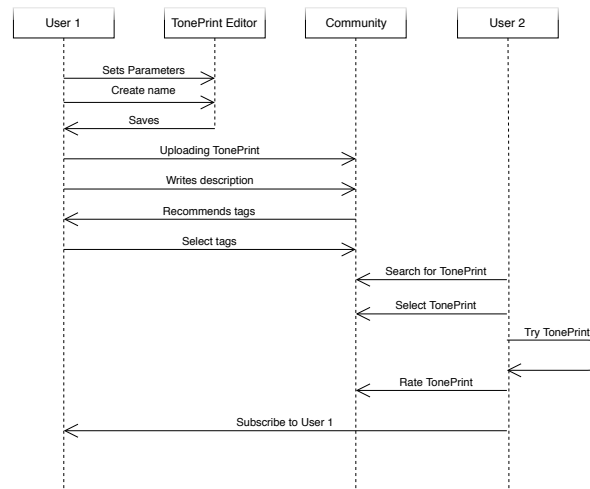 User 1
TonePrint Editor
Community
User 2
Sets Parameters
Create name
Saves
Uploading TonePrint
Writes description
Recommends tags
Select tags
Search for TonePrint
Select TonePrint
Try TonePrint
Rate TonePrint
Subscribe to User 1